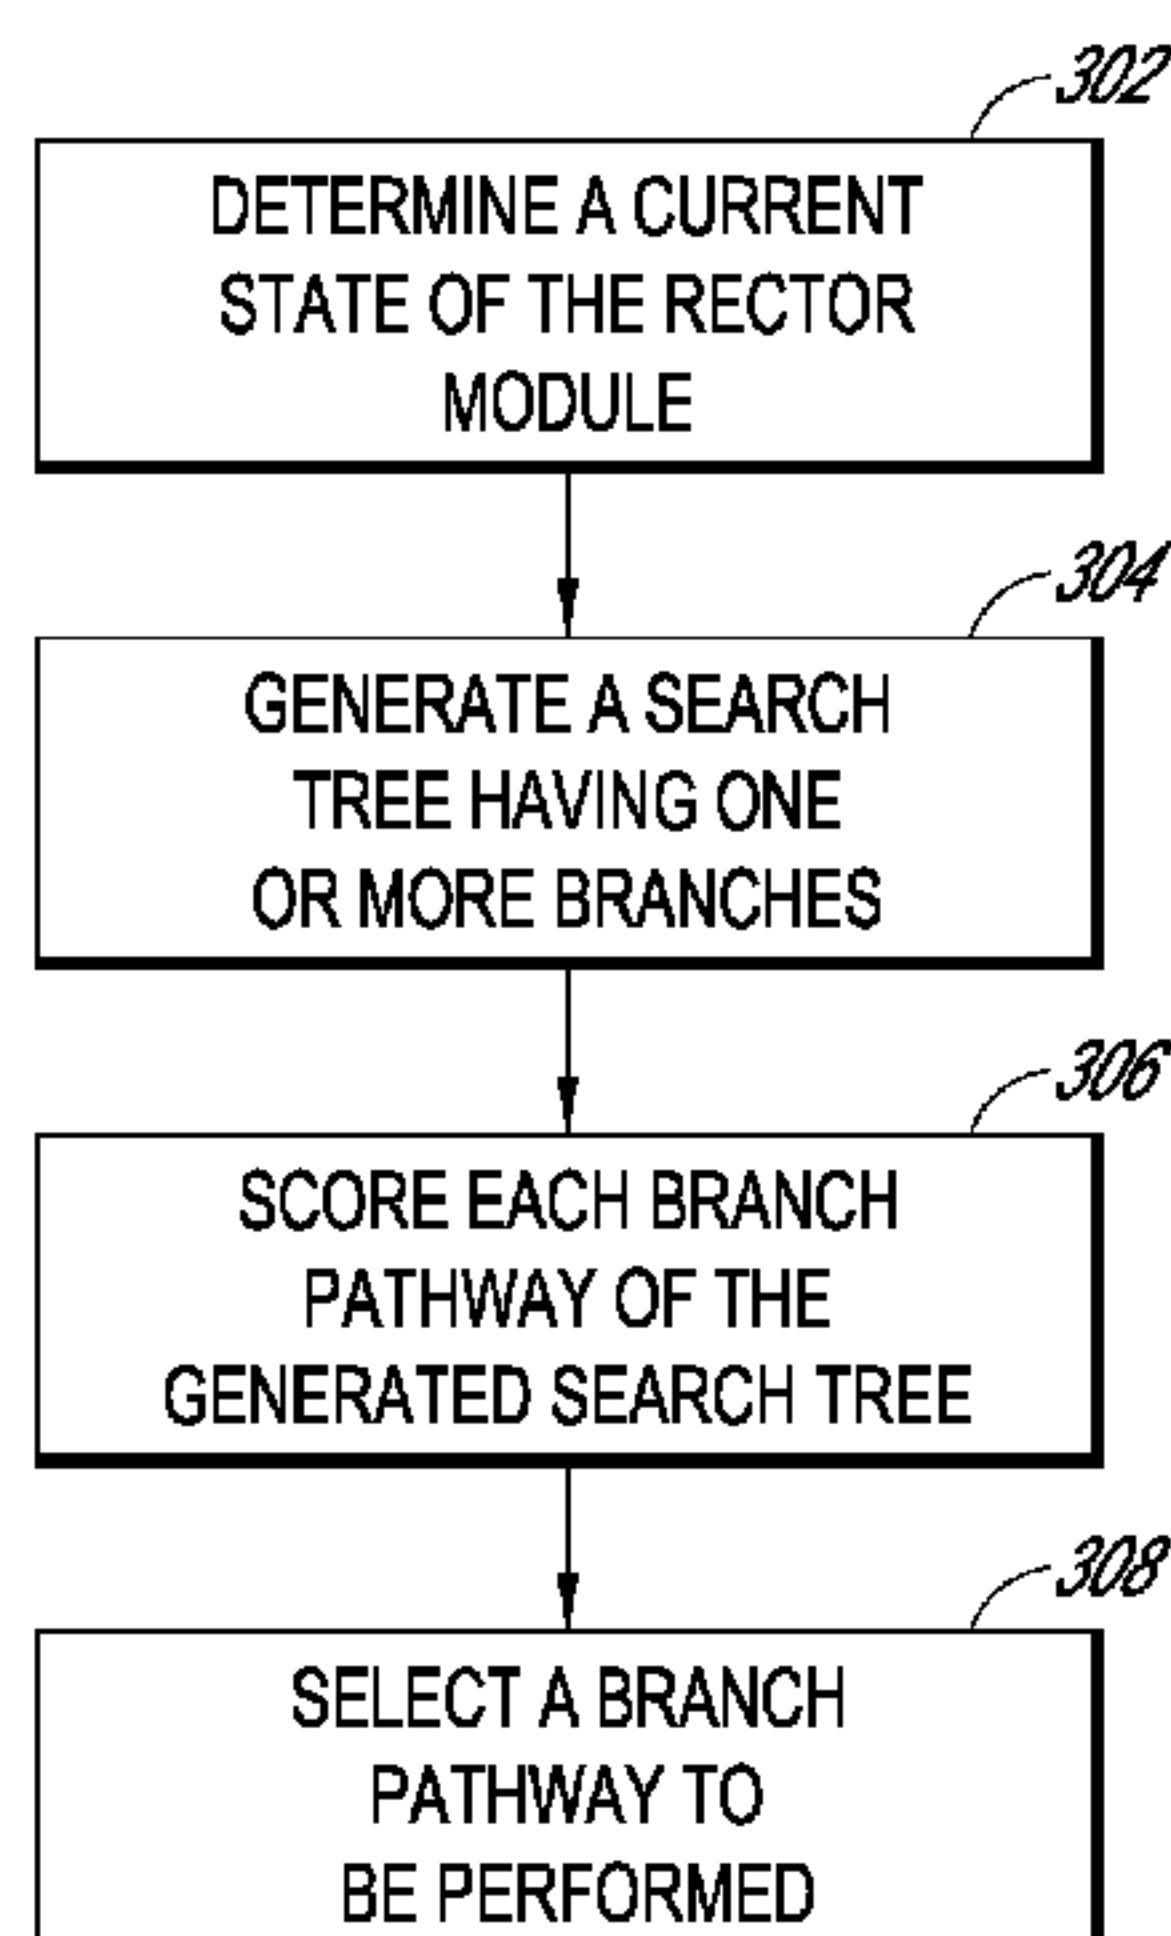 302
DETERMINE A CURRENT
STATE OF THE RECTOR
MODULE
304
GENERATE A SEARCH
TREE HAVING ONE
OR MORE BRANCHES
306
SCORE EACH BRANCH
PATHWAY OF THE
GENERATED SEARCH TREE
308
SELECT A BRANCH
PATHWAY TO
BE PERFORMED